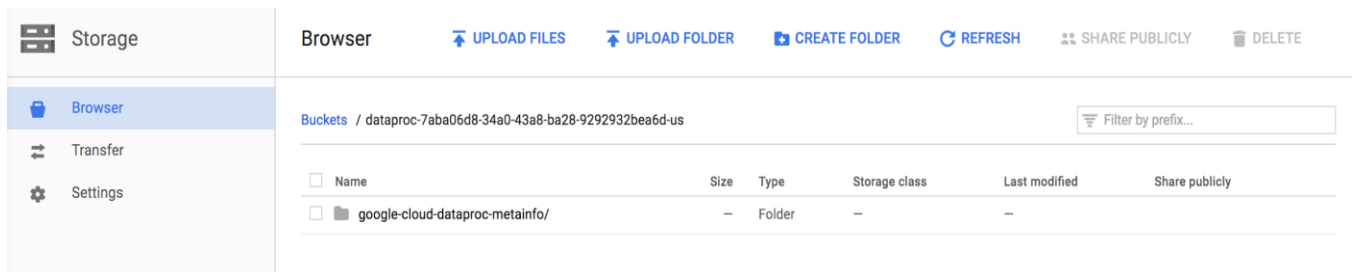 Storage
Browser
UPLOAD FILES
UPLOAD FOLDER
CREATE FOLDER
REFRESH
SHARE PUBLICLY
DELETE
Browser
Transfer
Settings
Buckets / dataproc-7aba06d8-34a0-43a8-ba28-9292932bea6d-us
Filter by prefix...
Name Size Type Storage class Last modified Share publicly
google-cloud-dataproc-metainfo/ — Folder — —